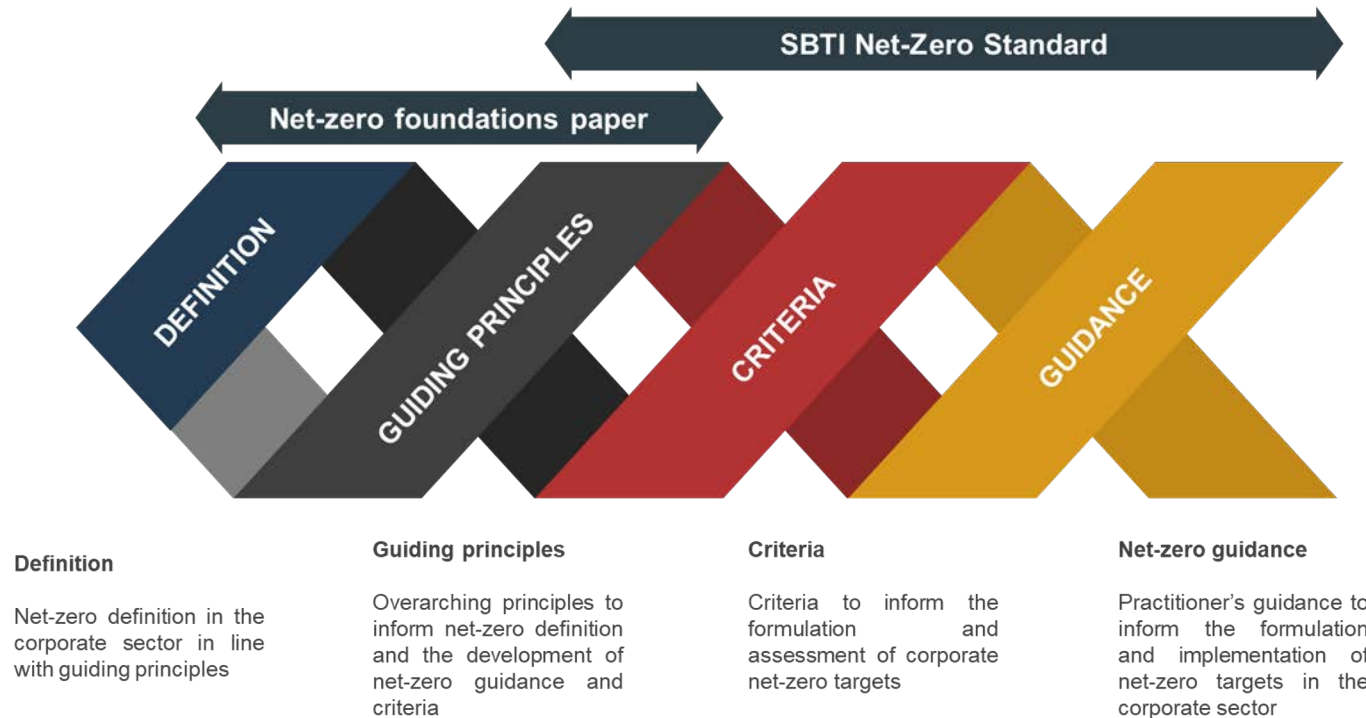 SBTI Net-Zero Standard
Net-zero foundations paper
DEFINITION
GUIDING PRINCIPLES
CRITERIA
GUIDANCE
Definition
Net-zero definition in the
corporate sector in line
with guiding principles
Guiding principles
Overarching principles to
inform net-zero definition
and the development of
net-zero guidance and
criteria
Criteria
Criteria to inform the
formulation and
assessment of corporate
net-zero targets
Net-zero guidance
Practitioner’s guidance to
inform the formulation
and implementation of
net-zero targets in the
corporate sector